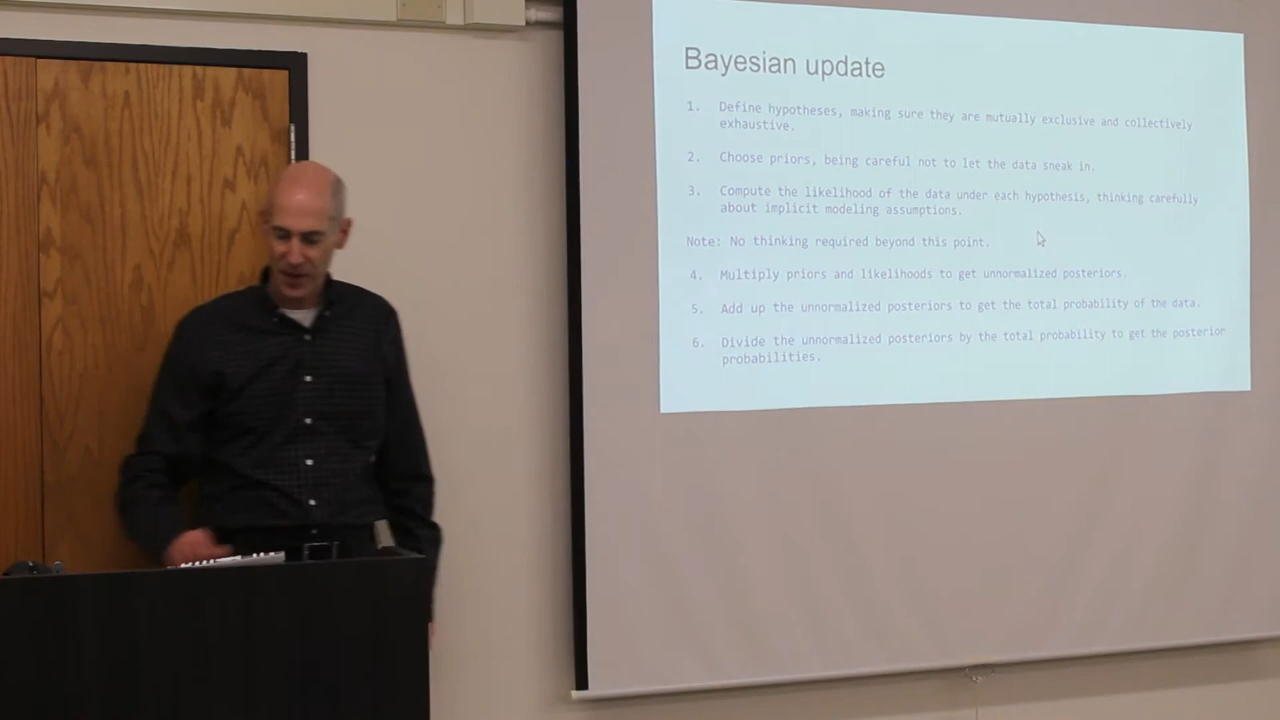 Bayesian update
1. Define hypotheses, making sure they are mutually exclusive and collectively
exhaustive.
2. Choose priors, being careful not to let the data sneak in.
3. Compute the likelihood of the data under each hypothesis, thinking carefully
about implicit modeling assumptions.
Note: No thinking required beyond this point.
4. Multiply priors and likelihoods to get unnormalized posteriors.
5. Add up the unnormalized posteriors to get the total probability of the data.
6. Divide the unnormalized posteriors by the total probability to get the posterior
probabilities.